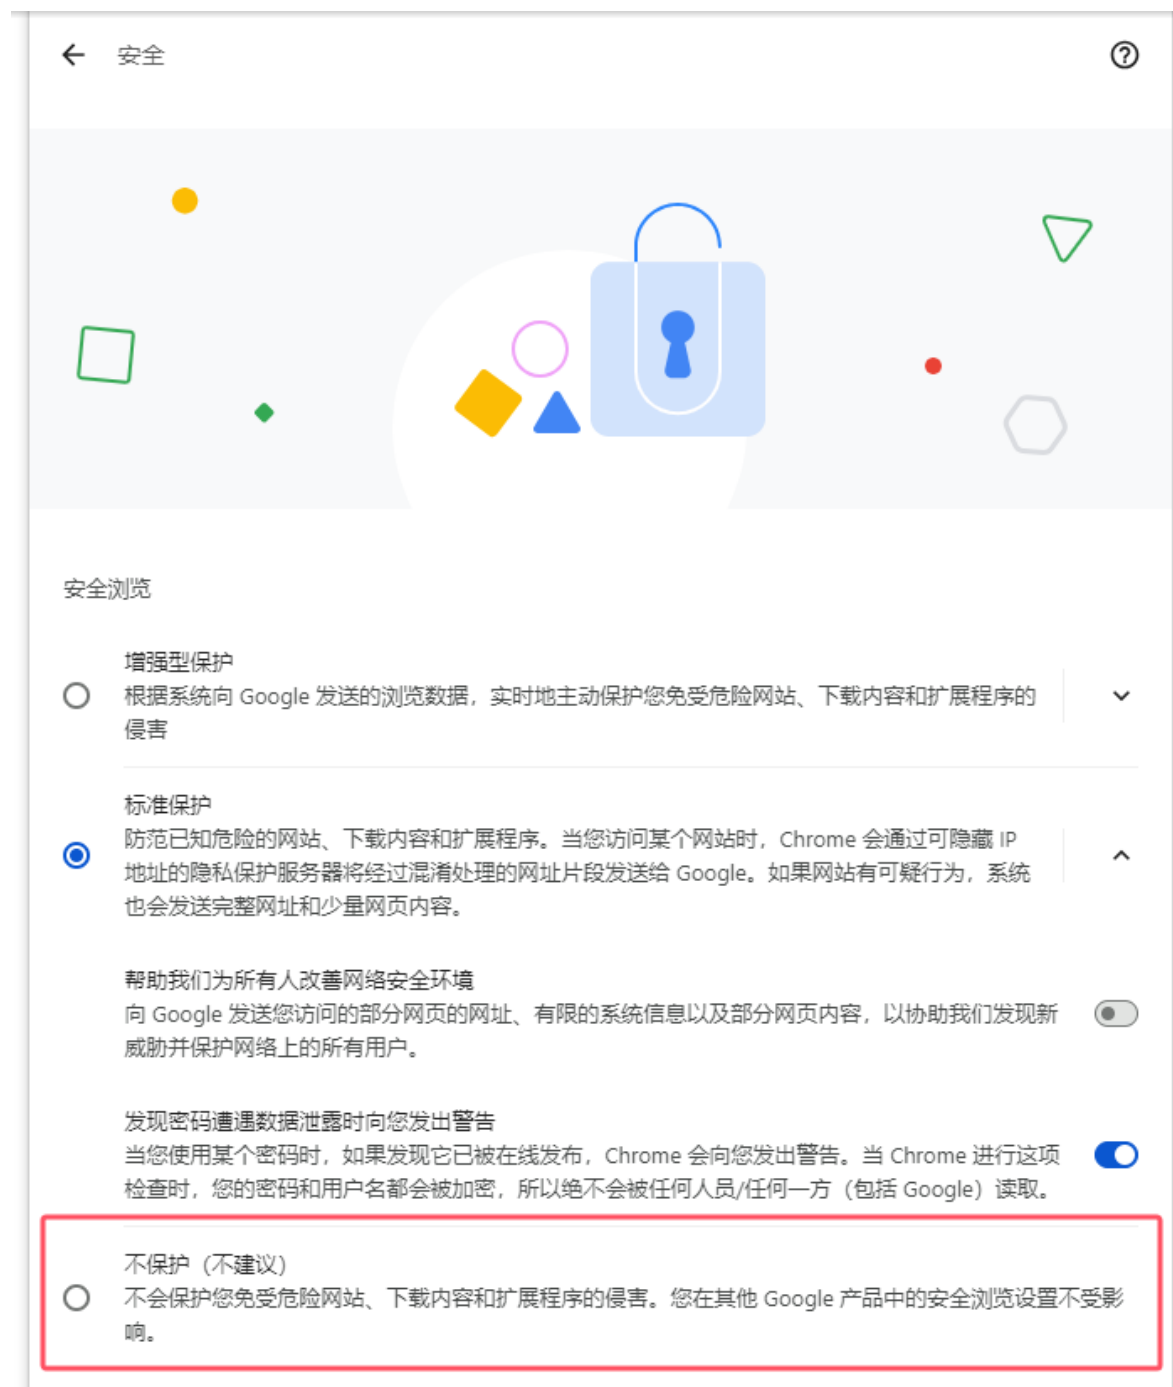 安全
安全浏览
增强型保护
根据系统向 Google 发送的浏览数据，实时地主动保护您免受危险网站、下载内容和扩展程序的
侵害
标准保护
防范已知危险的网站、下载内容和扩展程序。当您访问某个网站时，Chrome 会通过可隐藏 IP
地址的隐私保护服务器将经过混淆处理的网址片段发送给 Google。如果网站有可疑行为，系统
也会发送完整网址和少量网页内容。
帮助我们为所有人改善网络安全环境
向 Google 发送您访问的部分网页的网址、有限的系统信息以及部分网页内容，以协助我们发现新
威胁并保护网络上的所有用户。
发现密码遭遇数据泄露时向您发出警告
当您使用某个密码时，如果发现它已被在线发布，Chrome 会向您发出警告。当 Chrome 进行这项
检查时，您的密码和用户名都会被加密，所以绝不会被任何人员/任何一方（包括 Google）读取。
不保护（不建议）
不会保护您免受危险网站、下载内容和扩展程序的侵害。您在其他 Google 产品中的安全浏览设置不受影
响。